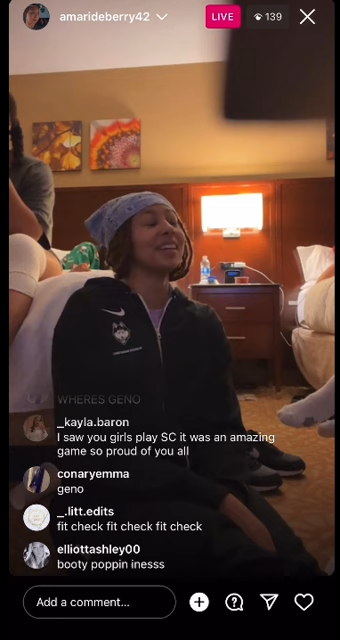 amarideberry42
LIVE
139
WHERES GENO
_kayla.baron
I saw you girls play SC it was an amazing
game so proud of you all
conaryemma
geno
_.litt.edits
fit check fit check fit check
elliottashley00
booty poppin inesss
Add a comment...